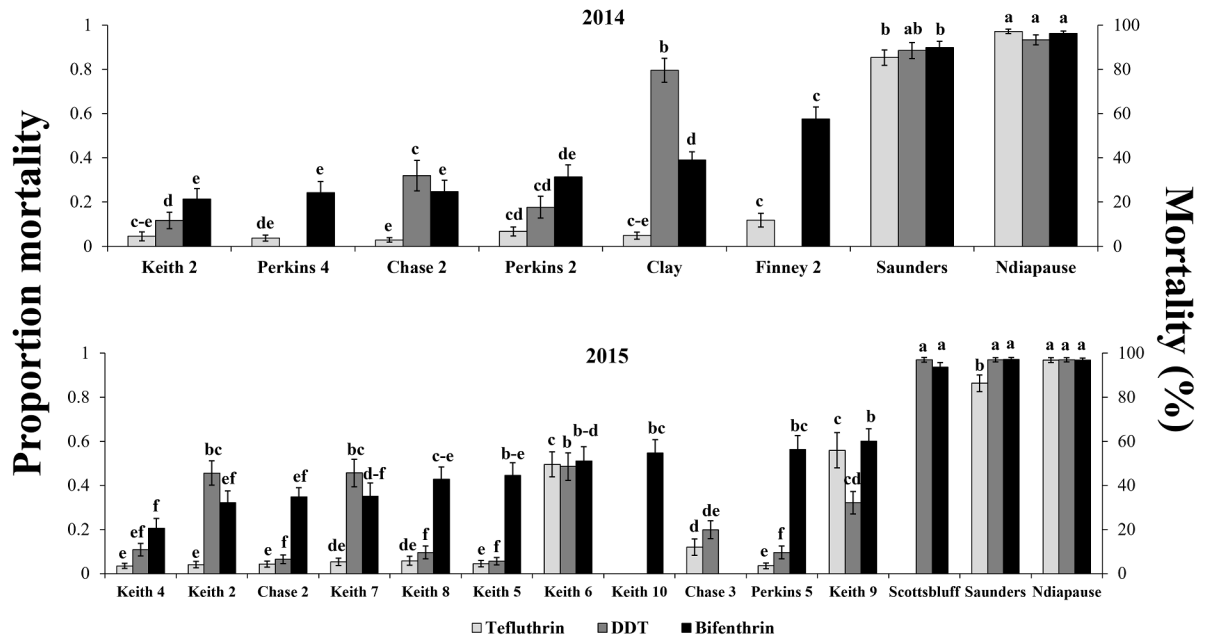 2014
Proportion mortality
Mortality (%)
1 100
b ab b a a a
0.8 80
b
0.6 60
c
0.4 40
c d
de
0.2 20
e e e
d cd
c-e de e cd c-e c
0 0
Keith 2 Perkins 4 Chase 2 Perkins 2 Clay Finney 2 Saunders Ndiapause
2015
1 100
a a b a a a a a
0.8 80
0.6 60
bc bc c-e b-e c b b-d bc bc c b
0.4 40
ef ef d-f cd
0.2 20
f de
e ef e e f de de f e f d e f
0 0
Keith 4 Keith 2 Chase 2 Keith 7 Keith 8 Keith 5 Keith 6 Keith 10 Chase 3 Perkins 5 Keith 9 Scottsbluff Saunders Ndiapause
Tefluthrin DDT Bifenthrin